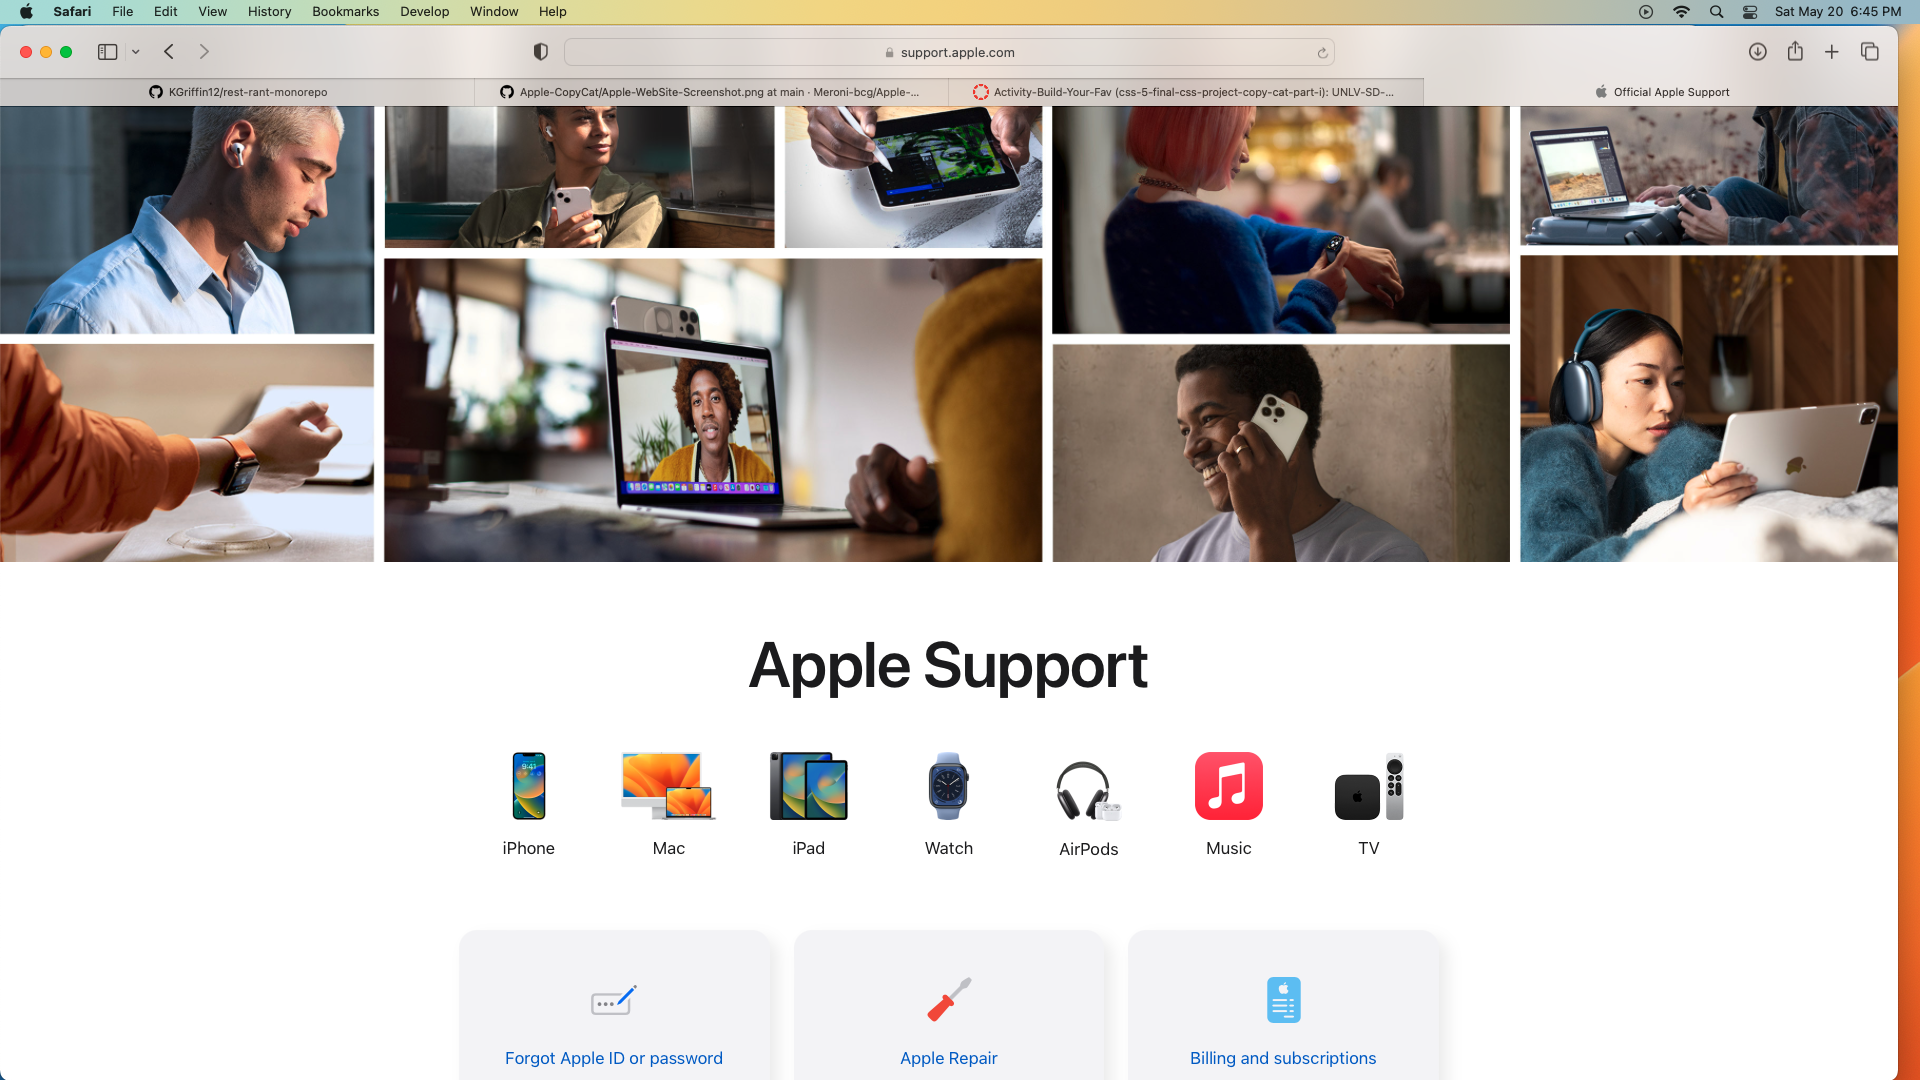 Safari File Edit View History Bookmarks Develop Window Help Sat May 20 6:45 PM
support.apple.com
KGriffin12/rest-rant-monorepo
Apple-CopyCat/Apple-WebSite-Screenshot.png at main · Meroni-bcg/Apple-...
Activity-Build-Your-Fav (css-5-final-css-project-copy-cat-part-i): UNLV-SD-...
Official Apple Support
Apple Support
9:41
iPhone
Mac
iPad
Watch
AirPods
Music
TV
Forgot Apple ID or password
Apple Repair
Billing and subscriptions